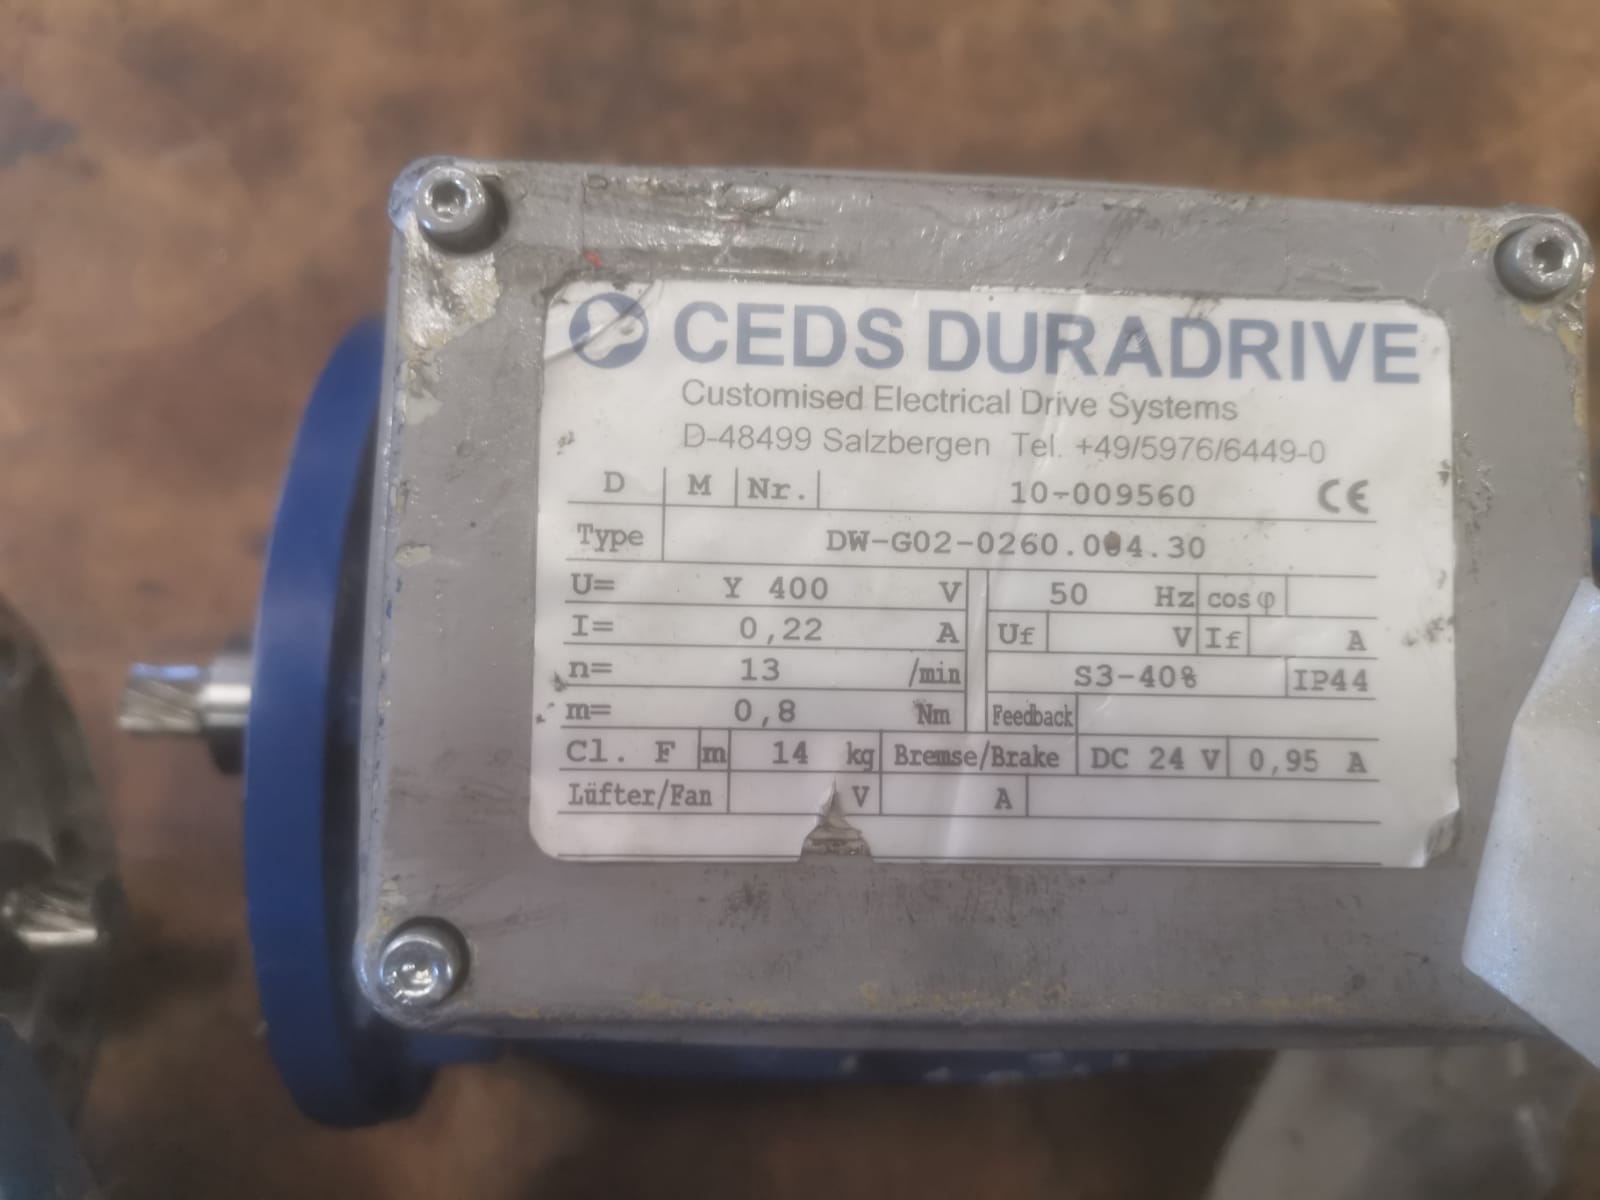 CEDS DURADRIVE
Customised Electrical Drive Systems
D-48499 Salzbergen Tel. +49/5976/6449-0
D M Nr. 10-009560 CE
Type DW-G02-0260.004.30
U= Y 400 V 50 Hz cos φ
I= 0,22 A Uf V If A
n= 13 /min S3-40% IP44
m= 0,8 Nm Feedback
Cl. F m 14 kg Bremse/Brake DC 24 V 0,95 A
Lüfter/Fan V A